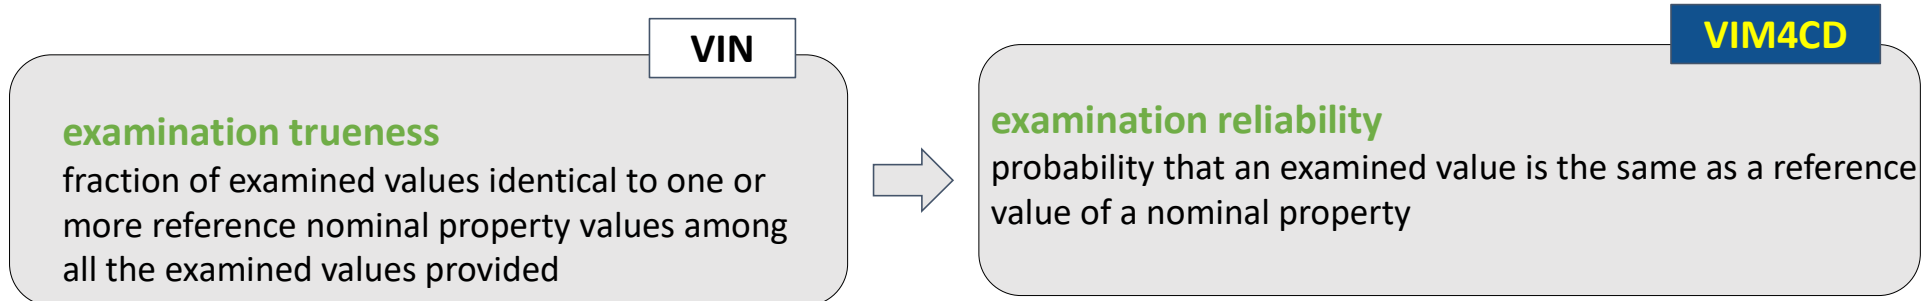 VIN
examination trueness
fraction of examined values identical to one or
more reference nominal property values among
all the examined values provided
VIM4CD
examination reliability
probability that an examined value is the same as a reference
value of a nominal property